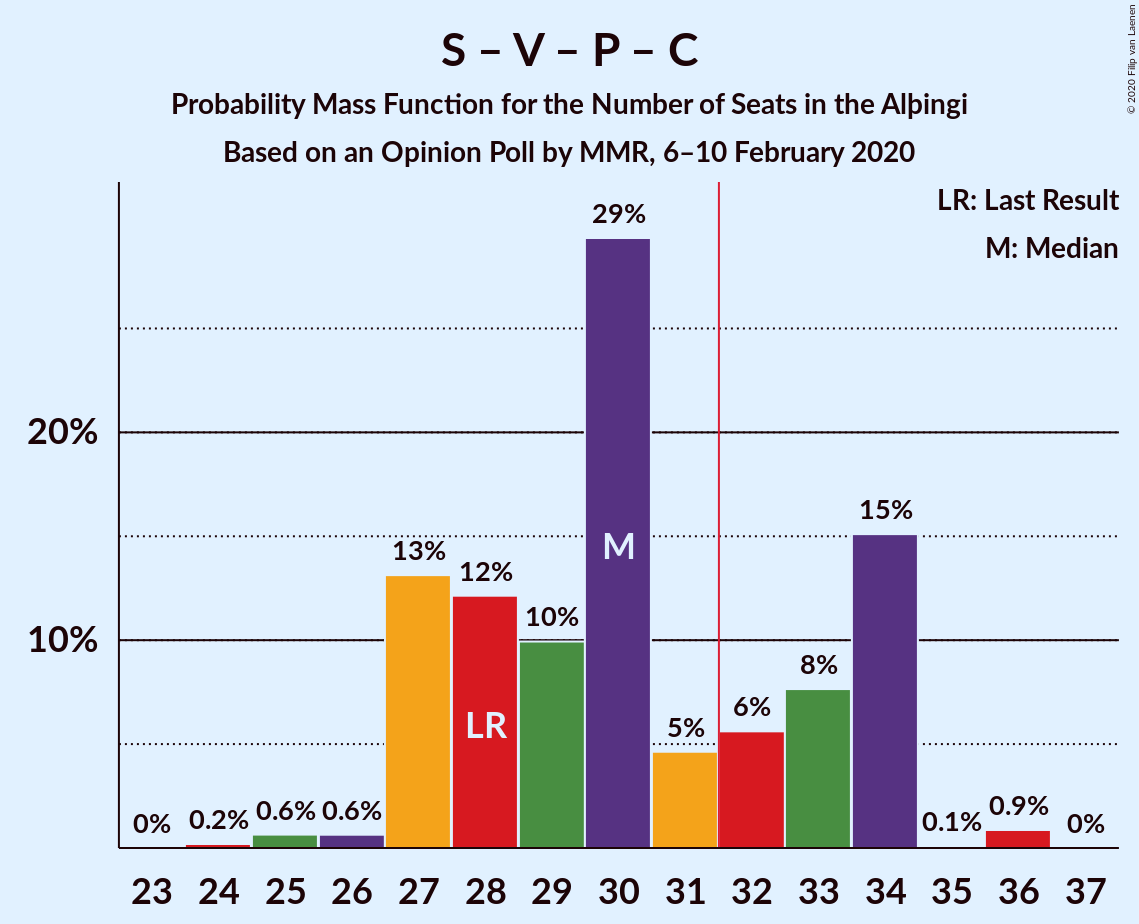 S – V – P – C
Probability Mass Function for the Number of Seats in the Alþingi
Based on an Opinion Poll by MMR, 6–10 February 2020
© 2020 Filip van Laenen
LR: Last Result
M: Median
20%
10%
0%
0.2%
0.6%
0.6%
13%
12%
10%
29%
5%
6%
8%
15%
0.1%
0.9%
0%
LR
M
23 24 25 26 27 28 29 30 31 32 33 34 35 36 37